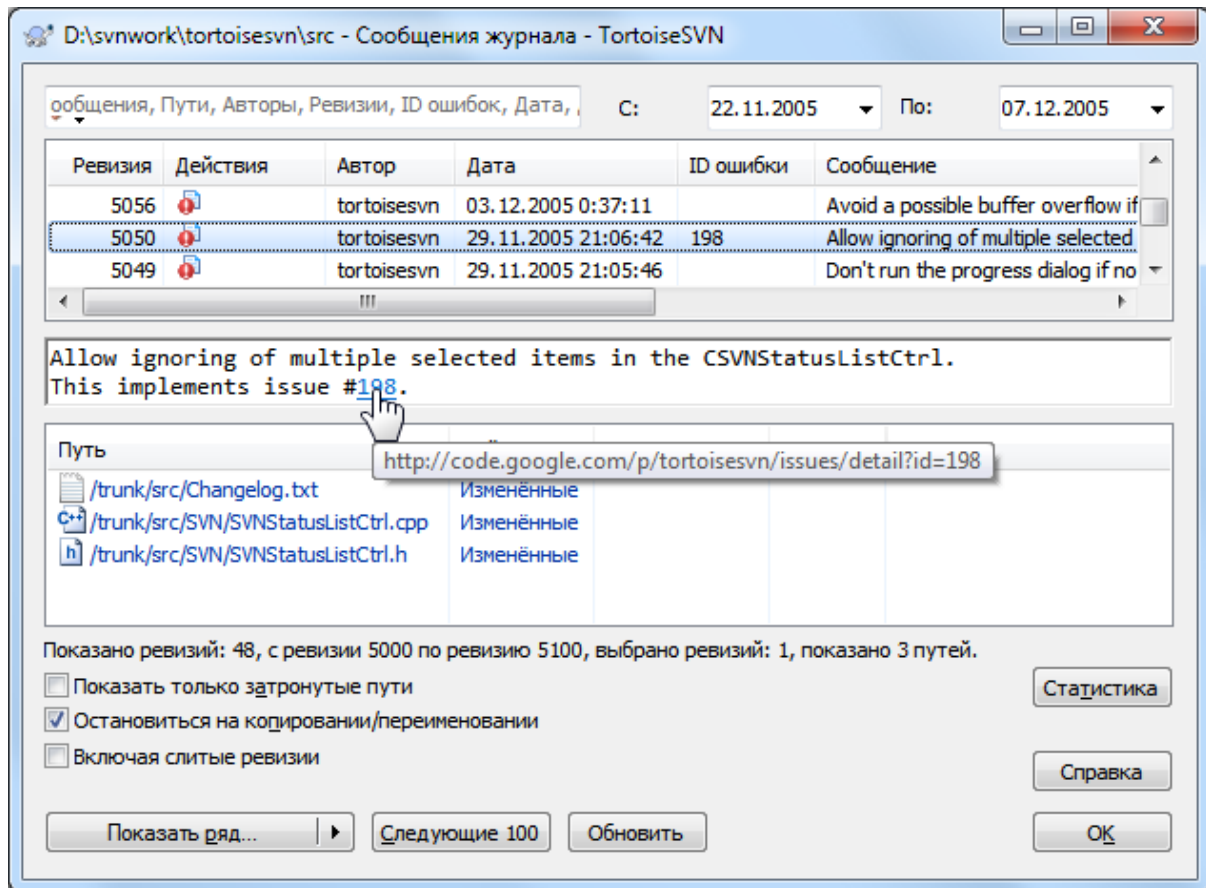 D:\svnwork\tortoisesvn\src - Сообщения журнала - TortoiseSVN
ообщения, Пути, Авторы, Ревизии, ID ошибок, Дата, С: 22.11.2005 По: 07.12.2005
Ревизия Действия Автор Дата ID ошибки Сообщение
5056 tortoisesvn 03.12.2005 0:37:11 Avoid a possible buffer overflow if
5050 tortoisesvn 29.11.2005 21:06:42 198 Allow ignoring of multiple selected
5049 tortoisesvn 29.11.2005 21:05:46 Don't run the progress dialog if no
Allow ignoring of multiple selected items in the CSVNStatusListCtrl.
This implements issue #198.
Путь
http://code.google.com/p/tortoisesvn/issues/detail?id=198
/trunk/src/Changelog.txt Изменённые
/trunk/src/SVN/SVNStatusListCtrl.cpp Изменённые
/trunk/src/SVN/SVNStatusListCtrl.h Изменённые
Показано ревизий: 48, с ревизии 5000 по ревизию 5100, выбрано ревизий: 1, показано 3 путей.
Показать только затронутые пути
Статистика
Остановиться на копировании/переименовании
Включая слитые ревизии
Справка
Показать ряд... Следующие 100 Обновить OK